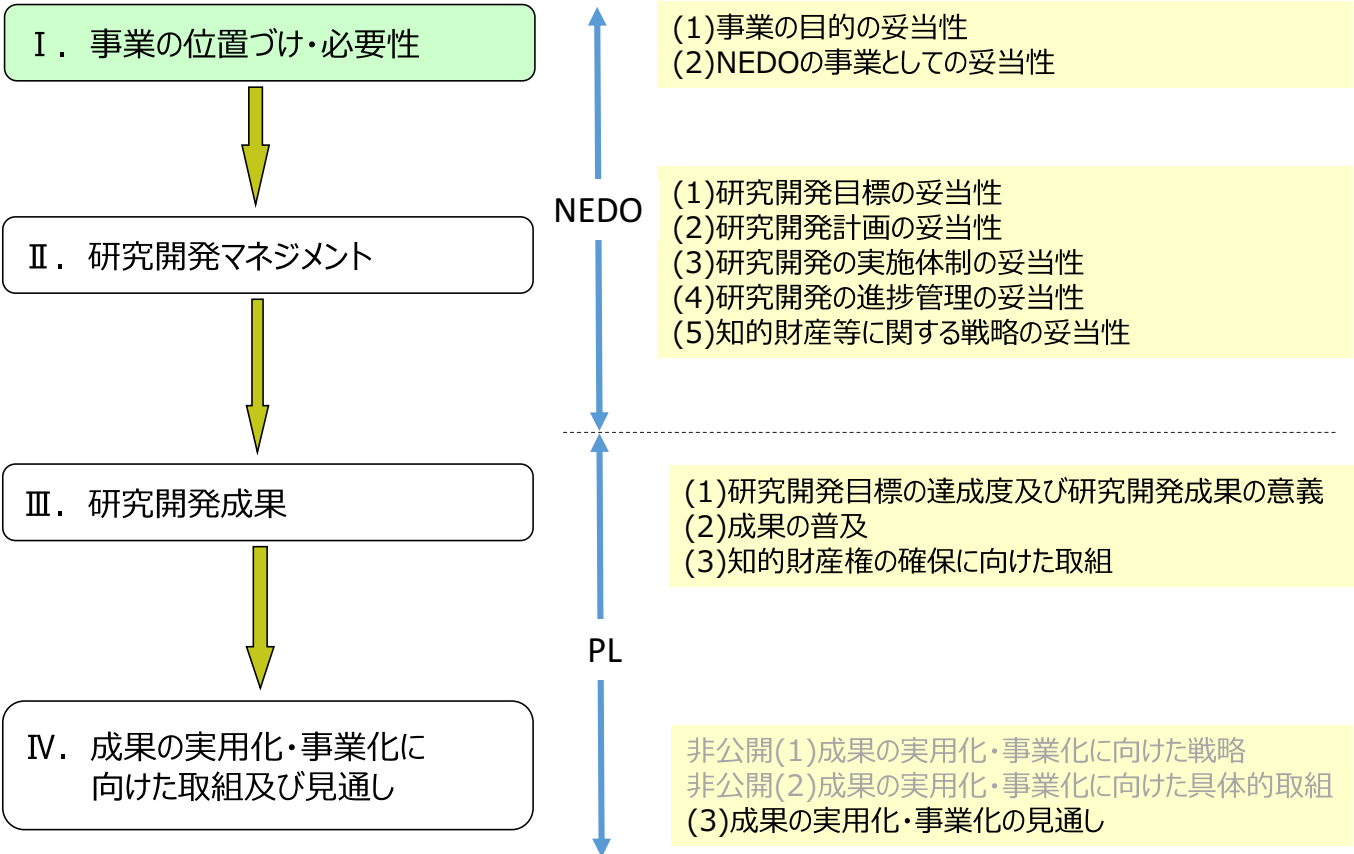 Ⅰ. 事業の位置づけ・必要性
(1)事業の目的の妥当性
(2)NEDOの事業としての妥当性
NEDO
Ⅱ. 研究開発マネジメント
(1)研究開発目標の妥当性
(2)研究開発計画の妥当性
(3)研究開発の実施体制の妥当性
(4)研究開発の進捗管理の妥当性
(5)知的財産等に関する戦略の妥当性
Ⅲ. 研究開発成果
(1)研究開発目標の達成度及び研究開発成果の意義
(2)成果の普及
(3)知的財産権の確保に向けた取組
PL
Ⅳ. 成果の実用化・事業化に
向けた取組及び見通し
非公開(1)成果の実用化・事業化に向けた戦略
非公開(2)成果の実用化・事業化に向けた具体的取組
(3)成果の実用化・事業化の見通し